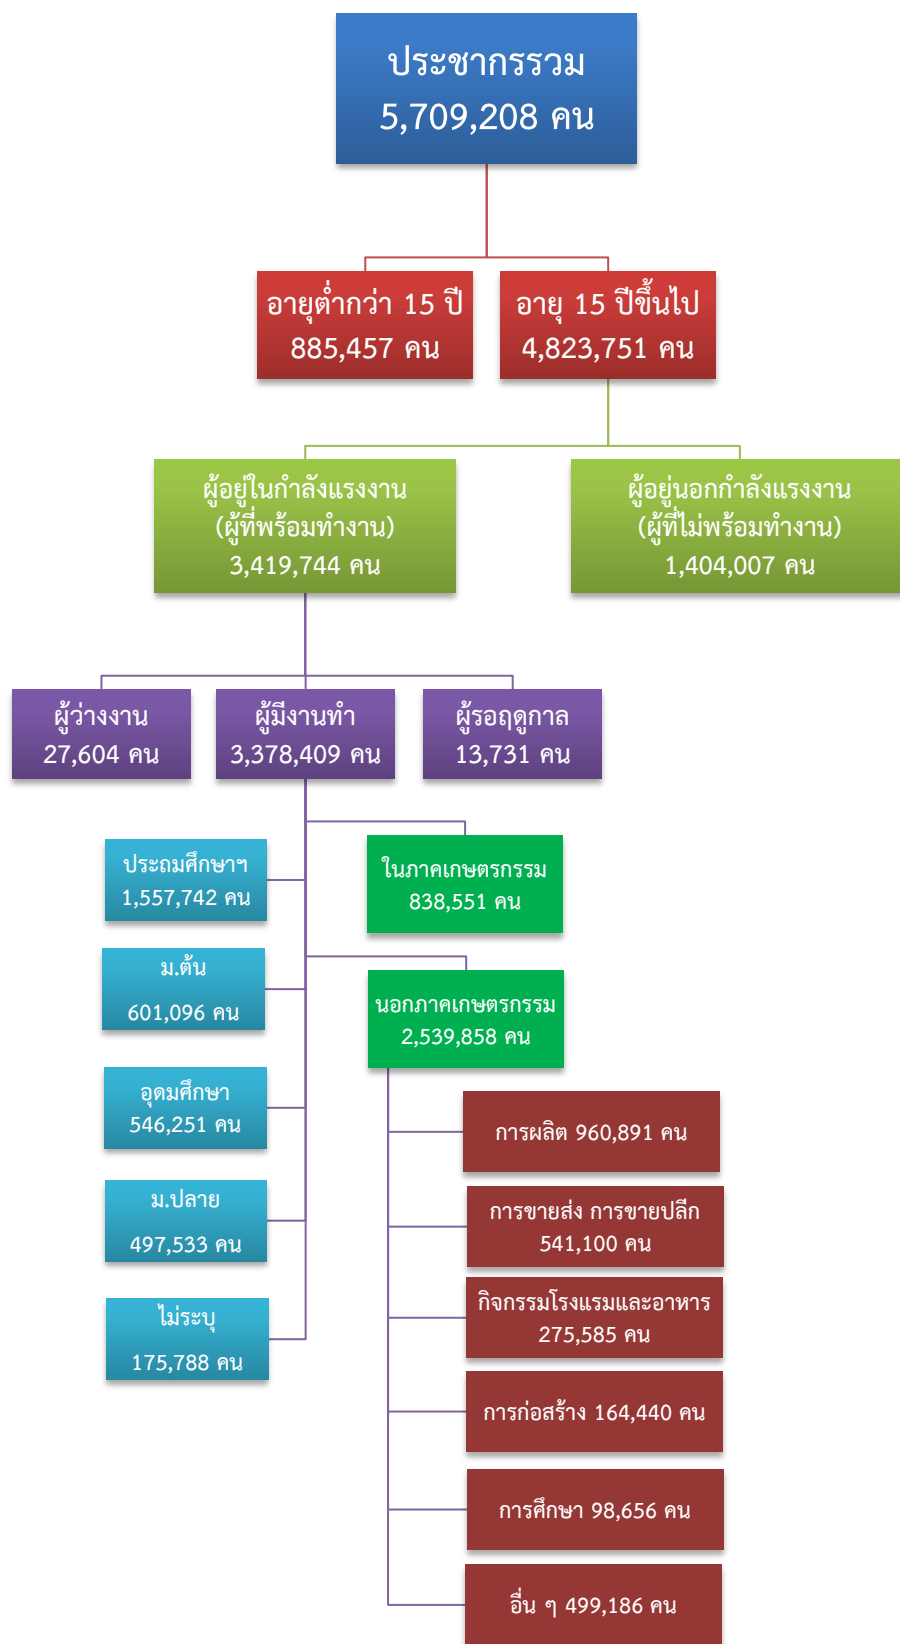 ประชากรรวม
5,709,208 คน
อายุต่ำกว่า 15 ปี
885,457 คน
อายุ 15 ปีขึ้นไป
4,823,751 คน
ผู้อยู่ในกำลังแรงงาน
(ผู้ที่พร้อมทำงาน)
3,419,744 คน
ผู้อยู่นอกกำลังแรงงาน
(ผู้ที่ไม่พร้อมทำงาน)
1,404,007 คน
ผู้ว่างงาน
27,604 คน
ผู้มีงานทำ
3,378,409 คน
ผู้รอฤดูกาล
13,731 คน
ประถมศึกษาฯ
1,557,742 คน
ม.ต้น
601,096 คน
อุดมศึกษา
546,251 คน
ม.ปลาย
497,533 คน
ไม่ระบุ
175,788 คน
ในภาคเกษตรกรรม
838,551 คน
นอกภาคเกษตรกรรม
2,539,858 คน
การผลิต 960,891 คน
การขายส่ง การขายปลีก
541,100 คน
กิจกรรมโรงแรมและอาหาร
275,585 คน
การก่อสร้าง 164,440 คน
การศึกษา 98,656 คน
อื่น ๆ 499,186 คน